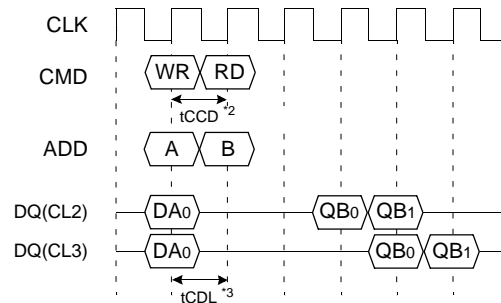 CLK
CMD WR RD
tCCD *2
ADD A B
DQ(CL2) DA0 QB0 QB1
DQ(CL3) DA0 QB0 QB1
tCDL *3